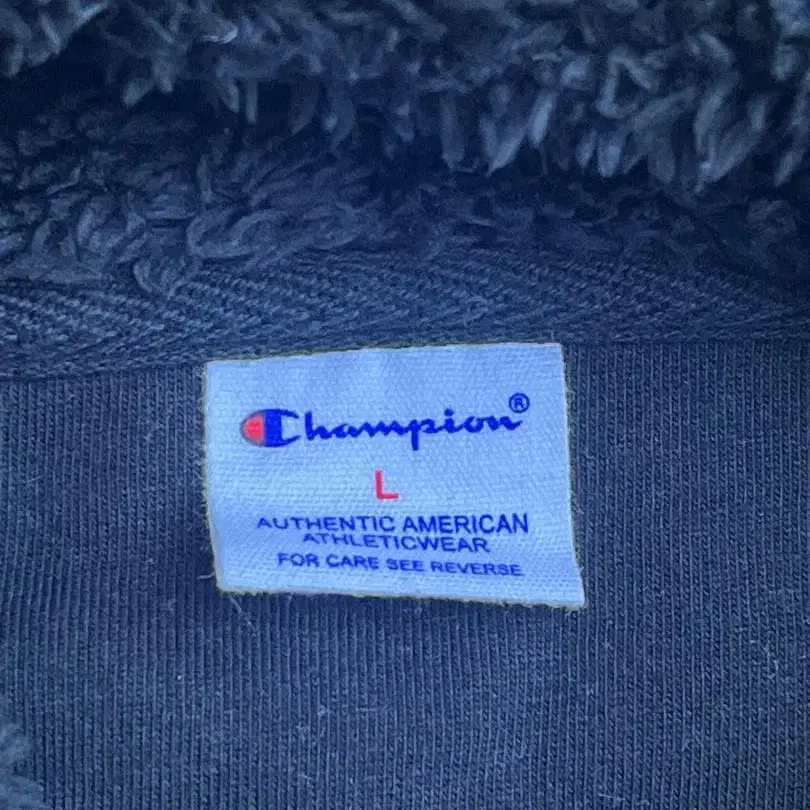 Champion®
L
AUTHENTIC AMERICAN
ATHLETICWEAR
FOR CARE SEE REVERSE